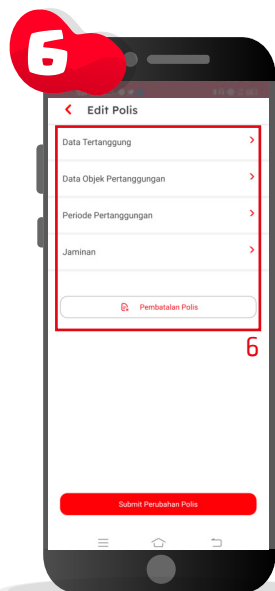 6
Edit Polis
Data Tertanggung
Data Objek Pertanggungan
Periode Pertanggungan
Jaminan
Pembatalan Polis
6
Submit Perubahan Polis